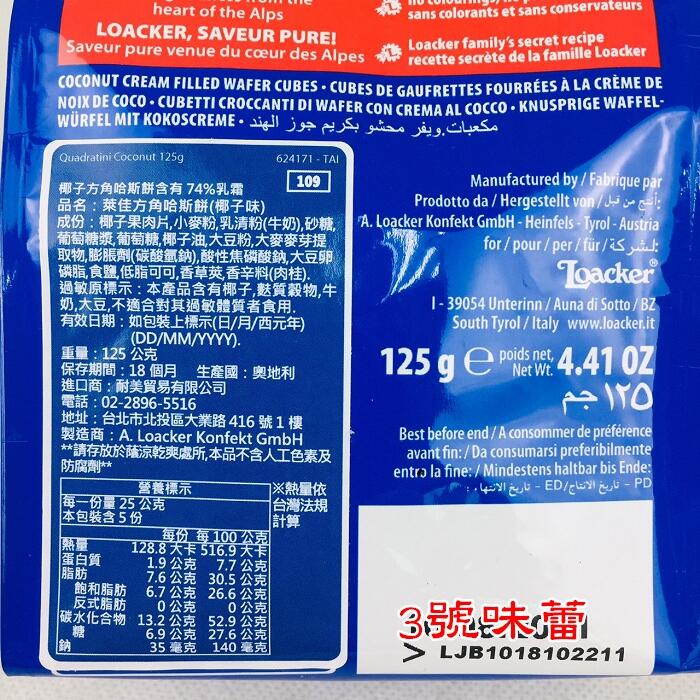 heart of the Alps
LOACKER, SAVEUR PURE!
Saveur pure venue du cœur des Alpes
sans colorants et sans conservateurs
Loacker family's secret recipe
recette secrète de la famille Loacker
COCONUT CREAM FILLED WAFER CUBES • CUBES DE GAUFRETTES FOURRÉES À LA CRÈME DE
NOIX DE COCO • CUBETTI CROCCANTI DI WAFER CON CREMA AL COCCO • KNUSPRIGE WAFFEL-
WÜRFEL MIT KOKOSCREME • مكعبات ويفر محشو بكريم جوز الهند
Quadratini Coconut 125g 624171 - TAI
109
椰子方角哈斯餅含有 74%乳霜
品名：萊佳方角哈斯餅(椰子味)
成份：椰子果肉片,小麥粉,乳清粉(牛奶),砂糖,
葡萄糖漿,葡萄糖,椰子油,大豆粉,大麥麥芽提
取物,膨脹劑(碳酸氫鈉),酸性焦磷酸鈉,大豆卵
磷脂,食鹽,低脂可可,香草莢,香辛料(肉桂).
過敏原標示：本產品含有椰子,麩質穀物,牛
奶,大豆,不適合對其過敏體質者食用.
有效日期：如包裝上標示(日/月/西元年)
(DD/MM/YYYY).
重量：125 公克
保存期間：18 個月 生產國：奧地利
進口商：耐美貿易有限公司
電話：02-2896-5516
地址：台北市北投區大業路 416 號 1 樓
製造商：A. Loacker Konfekt GmbH
**請存放於蔭涼乾爽處所,本品不含人工色素及
防腐劑**
營養標示
每一份量 25 公克
本包裝含 5 份
每份 每 100 公克
熱量 128.8 大卡 516.9 大卡
蛋白質 1.9 公克 7.7 公克
脂肪 7.6 公克 30.5 公克
飽和脂肪 6.7 公克 26.6 公克
反式脂肪 0 公克 0 公克
碳水化合物 13.2 公克 52.9 公克
糖 6.9 公克 27.6 公克
鈉 35 毫克 140 毫克
※熱量依
台灣法規
計算
Manufactured by / Fabrique par
Prodotto da / Hergestellt von / أنتج من قبل:
A. Loacker Konfekt GmbH - Heinfels - Tyrol - Austria
for / pour / per / für / لشركة:
Loacker®
I - 39054 Unterinn / Auna di Sotto / BZ
South Tyrol / Italy www.loacker.it
125 g e poids net, Net Wt. 4.41 OZ
١٢٥ جم
Best before end / A consommer de préférence
avant fin: / Da consumarsi preferibilmente
entro la fine: / Mindestens haltbar bis Ende:
PD - تاريخ الانتاج/ED - تاريخ الانتهاء:
3號味蕾
> LJB1018102211